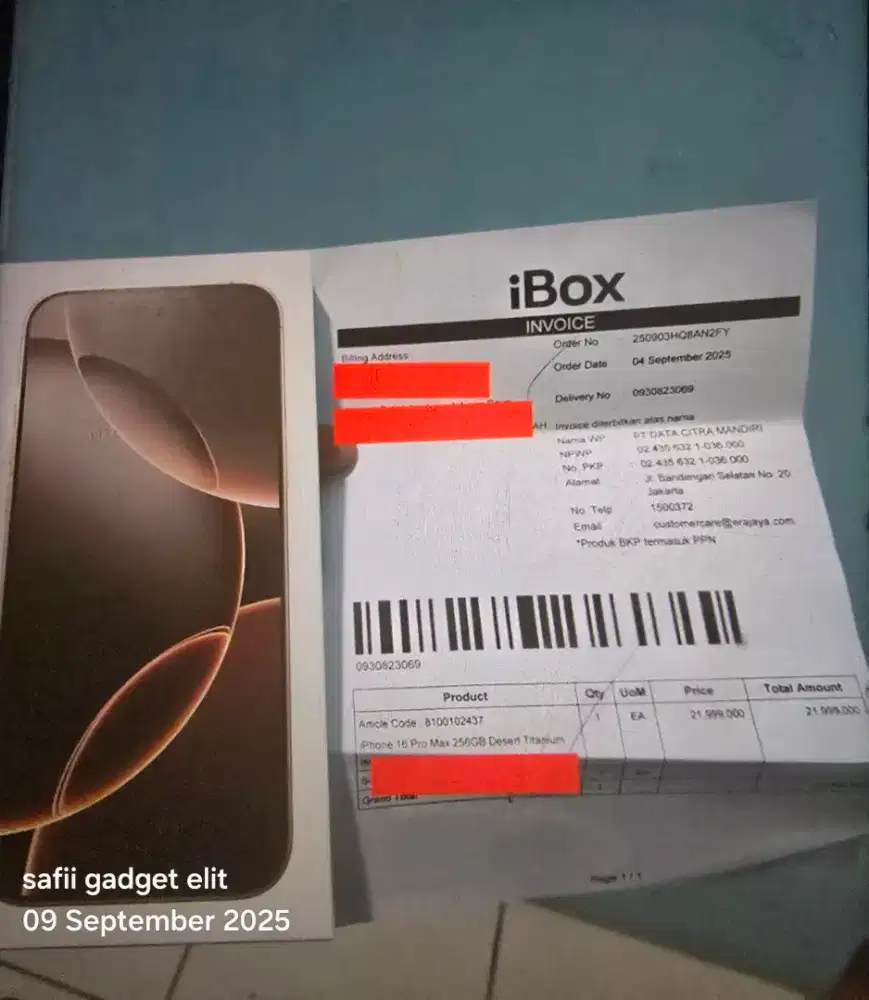 iBox
INVOICE
Billing Address
Order No 250903HQ8AN2FY
Order Date 04 September 2025
Delivery No 0930823069
AH Invoice diterbitkan atas nama
Nama WP PT DATA CITRA MANDIRI
NPWP 02.435.632.1-036.000
No. PKP : 02.435.632.1-036.000
Alamat Jl. Bandengan Selatan No. 20
Jakarta
No. Telp 1500372
Email customercare@erajaya.com
*Produk BKP termasuk PPN
0930823069
Product Qty UoM Price Total Amount
Article Code : 8100102437 1 EA 21.999.000 21.999.000
iPhone 16 Pro Max 256GB Desert Titanium
Grand Total
Page 1 / 1
safii gadget elit
09 September 2025